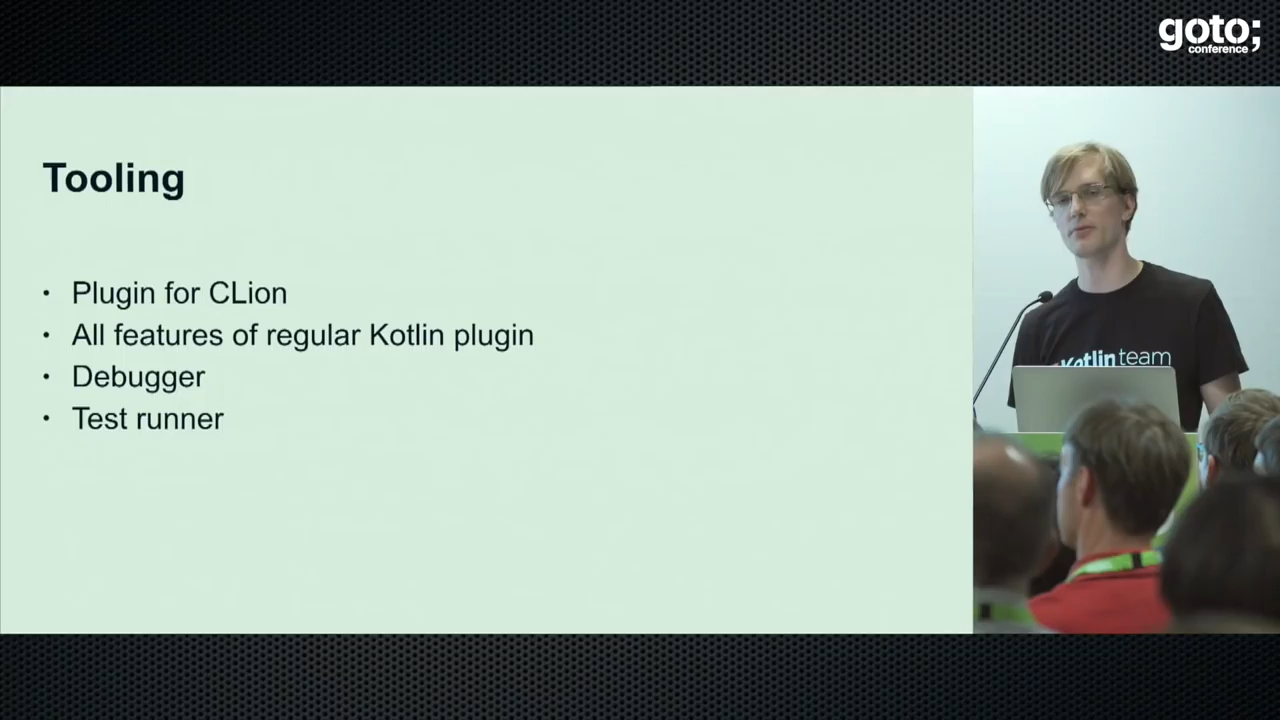 goto;
conference
Tooling
• Plugin for CLion
• All features of regular Kotlin plugin
• Debugger
• Test runner
Kotlin team